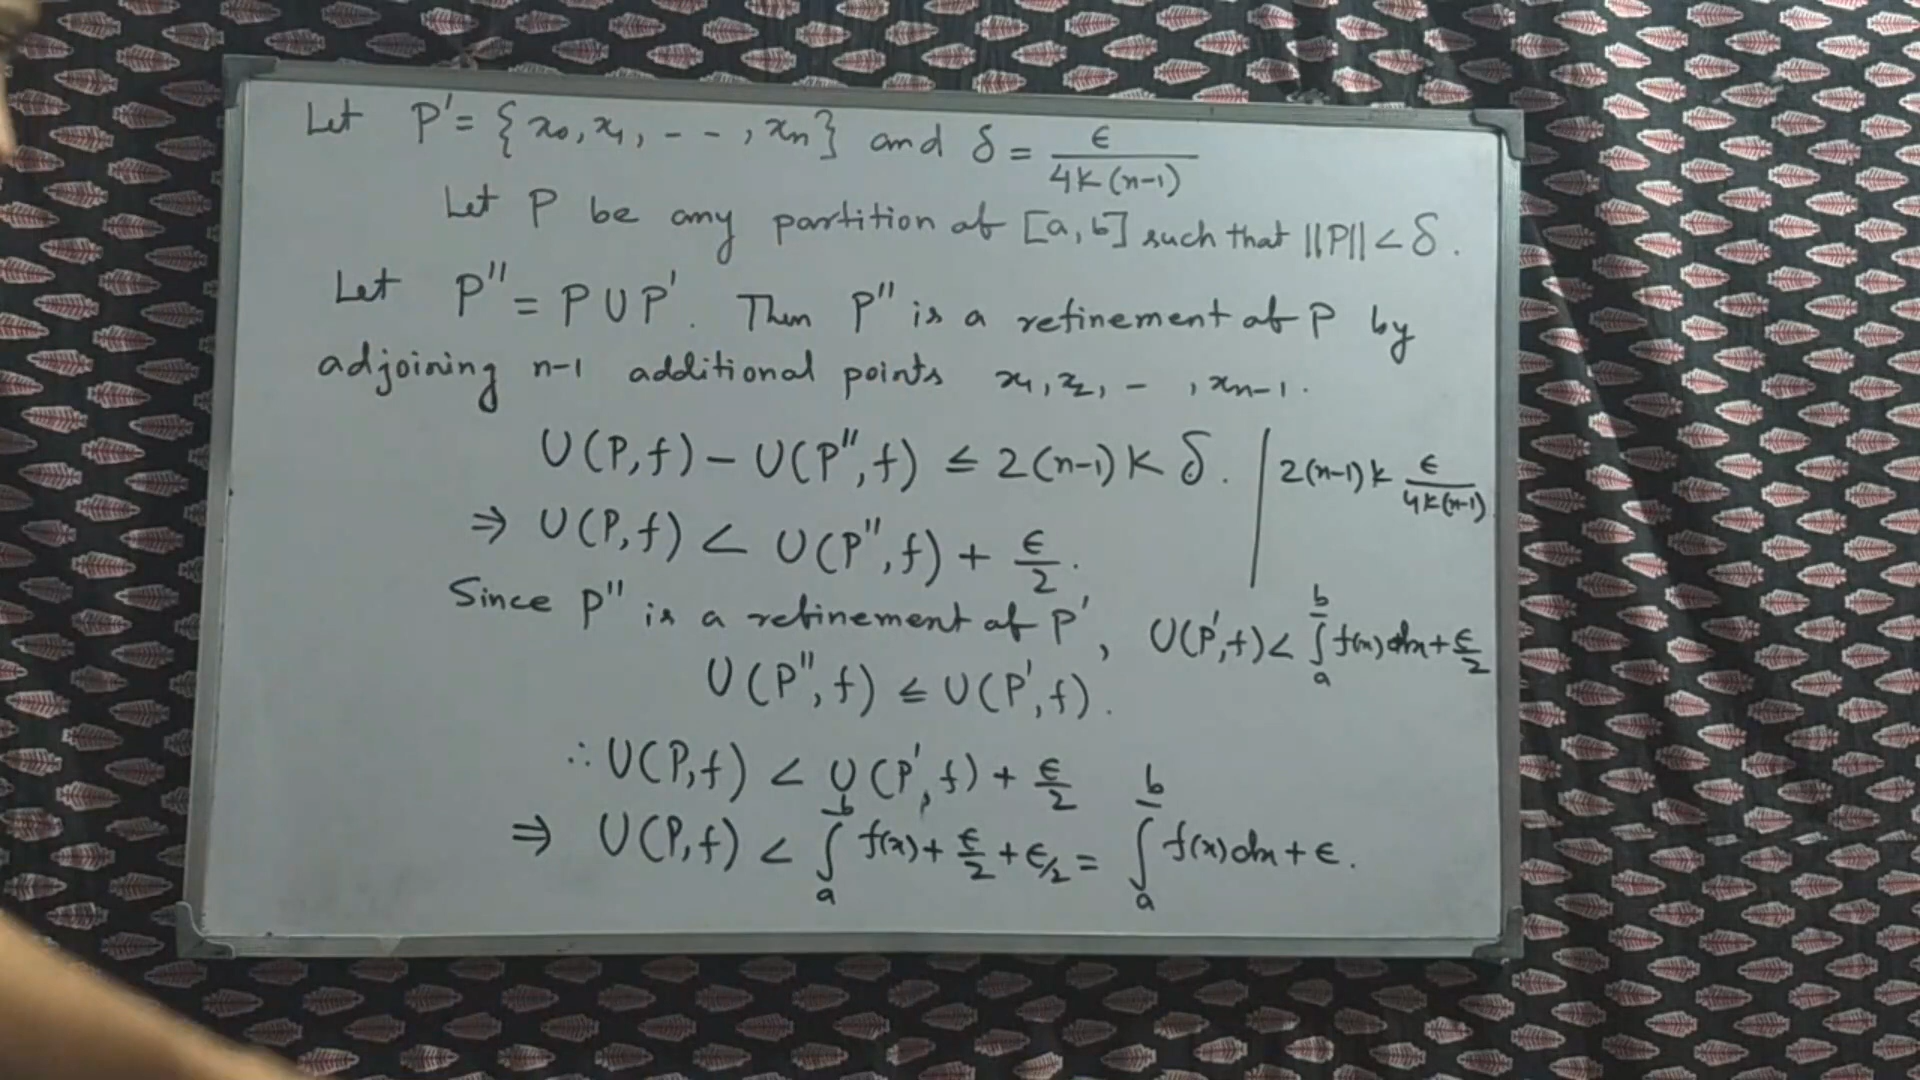 Let P' = {x₀, x₁, - - , xₙ} and δ = ε / 4K(n-1)
Let P be any partition of [a, b] such that ||P|| < δ.
Let P'' = P ∪ P'. Then P'' is a refinement of P by
adjoining n-1 additional points x₁, x₂, - , xₙ₋₁.
U(P, f) - U(P'', f) ≤ 2(n-1) K δ. | 2(n-1) K ε / 4K(n-1)
⇒ U(P, f) < U(P'', f) + ε/2.
Since P'' is a refinement of P', U(P', f) < ∫ₐᵇ̅ f(x) dx + ε/2
U(P'', f) ≤ U(P', f).
∴ U(P, f) < U(P', f) + ε/2
⇒ U(P, f) < ∫ₐᵇ̅ f(x) + ε/2 + ε/2 = ∫ₐᵇ̅ f(x) dx + ε.